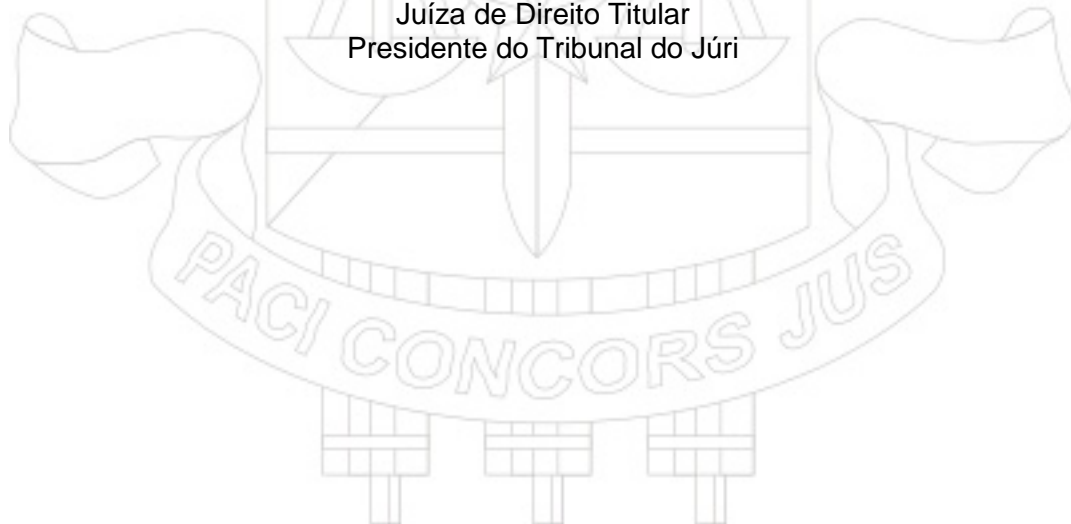 Juíza de Direito Titular
Presidente do Tribunal do Júri
PACI CONCORS JUS